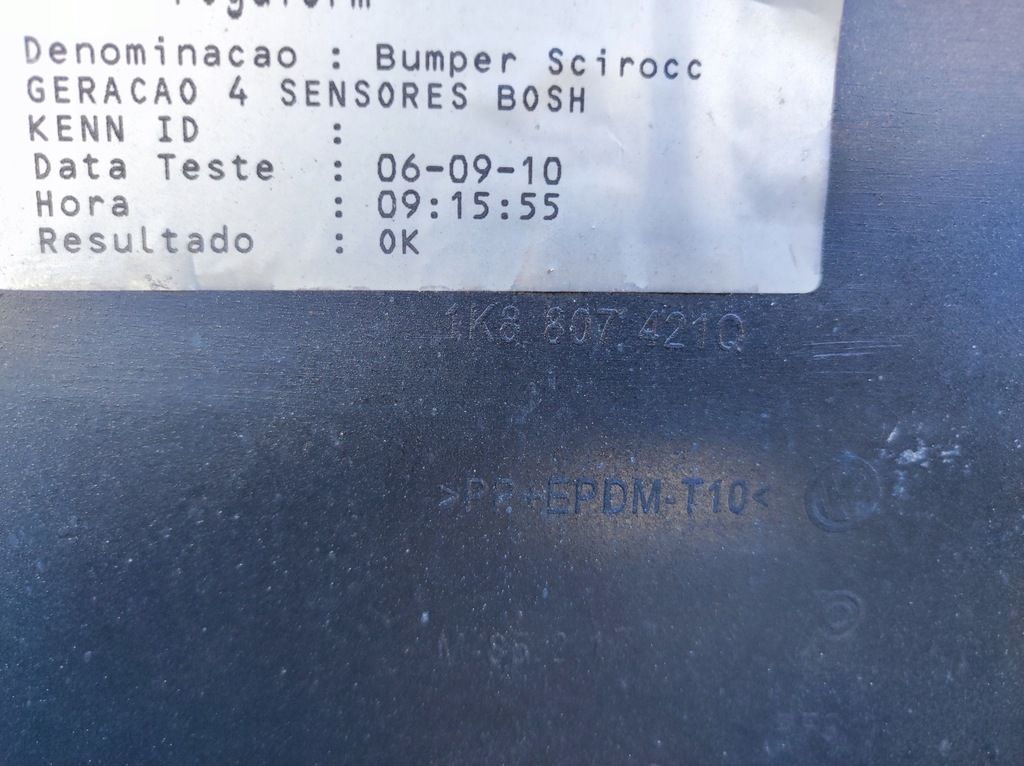 Denominacao : Bumper Scirocc
GERACAO 4 SENSORES BOSH
KENN ID :
Data Teste : 06-09-10
Hora : 09:15:55
Resultado : OK
1K8 807 421Q
>PP+EPDM-T10<